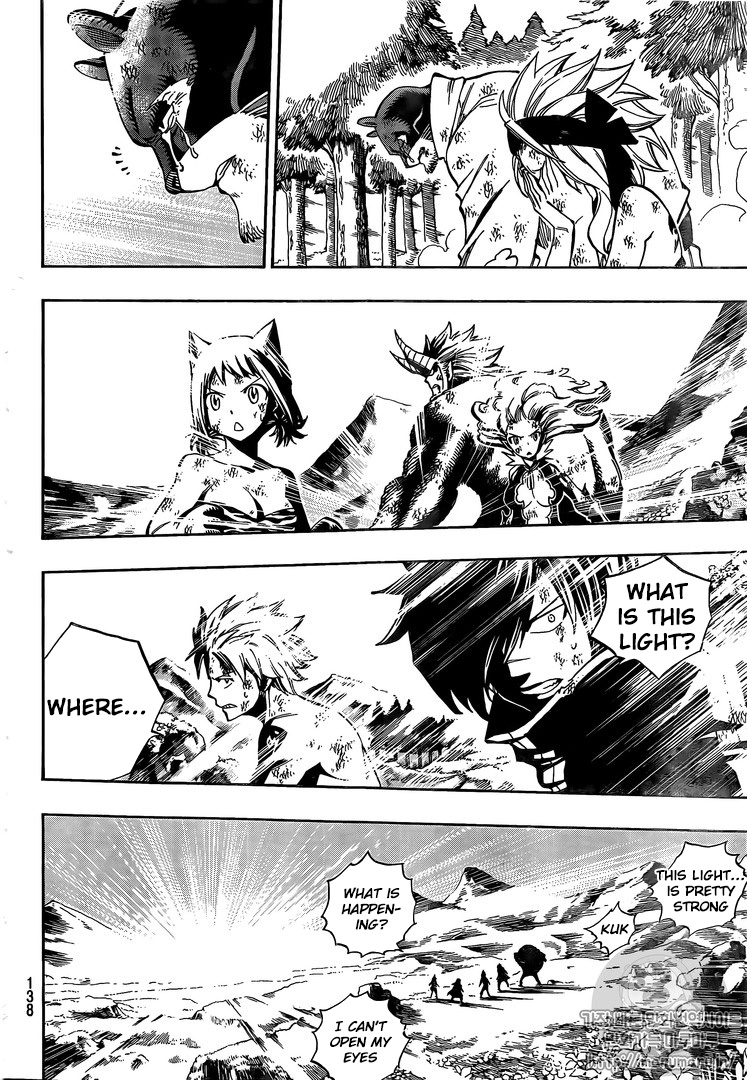 WHAT
IS THIS
LIGHT?
WHERE...
THIS LIGHT...
IS PRETTY
STRONG
KUK
WHAT IS
HAPPEN-
ING?
I CAN'T
OPEN MY
EYES
138